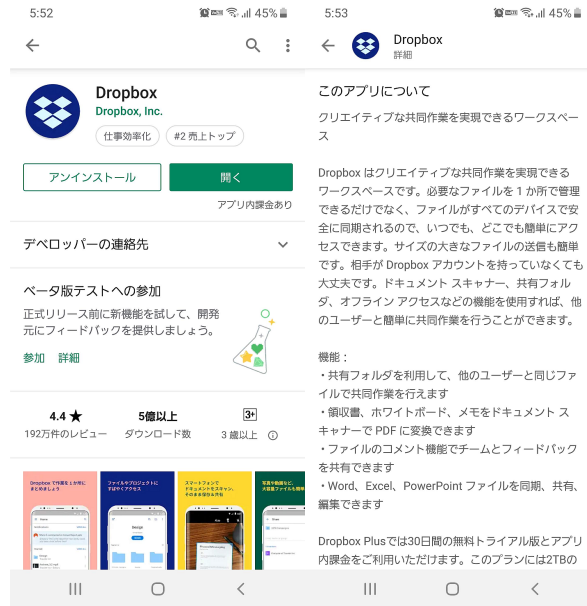 5:52
45%
Dropbox
Dropbox, Inc.
仕事効率化
#2 売上トップ
アンインストール
開く
アプリ内課金あり
デベロッパーの連絡先
ベータ版テストへの参加
正式リリース前に新機能を試して、開発
元にフィードバックを提供しましょう。
参加 詳細
4.4 ★
192万件のレビュー
5億以上
ダウンロード数
3+
3 歳以上
Dropbox で作業を 1 か所に
まとめましょう
ファイルやプロジェクトに
すばやくアクセス
スマートフォンで
ドキュメントをスキャン、
そのまま保存&共有
写真や動画など、
大容量ファイルも簡単
5:53
45%
Dropbox
詳細
このアプリについて
クリエイティブな共同作業を実現できるワークスペー
ス
Dropbox はクリエイティブな共同作業を実現できる
ワークスペースです。必要なファイルを 1 か所で管理
できるだけでなく、ファイルがすべてのデバイスで安
全に同期されるので、いつでも、どこでも簡単にアク
セスできます。サイズの大きなファイルの送信も簡単
です。相手が Dropbox アカウントを持っていなくても
大丈夫です。ドキュメント スキャナー、共有フォル
ダ、オフライン アクセスなどの機能を使用すれば、他
のユーザーと簡単に共同作業を行うことができます。
機能：
・共有フォルダを利用して、他のユーザーと同じファ
イルで共同作業を行えます
・領収書、ホワイトボード、メモをドキュメント ス
キャナーで PDF に変換できます
・ファイルのコメント機能でチームとフィードバック
を共有できます
・Word、Excel、PowerPoint ファイルを同期、共有、
編集できます
Dropbox Plusでは30日間の無料トライアル版とアプリ
内課金をご利用いただけます。このプランには2TBの